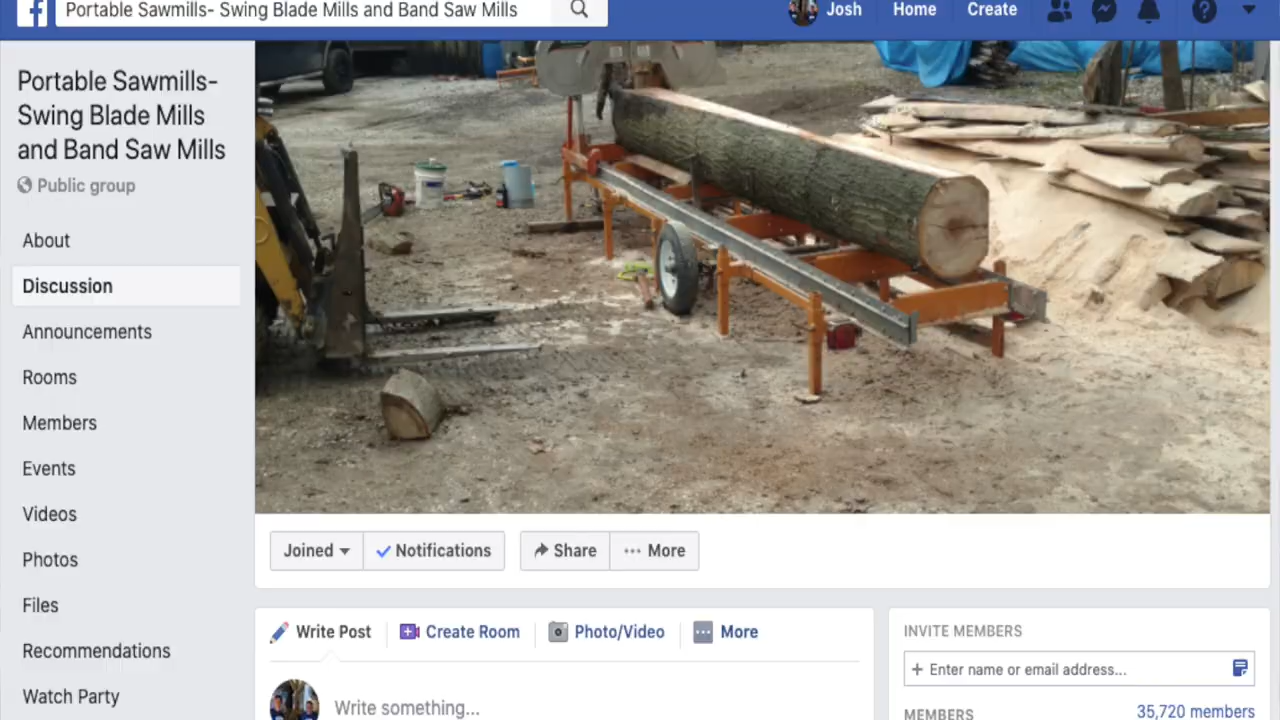 Portable Sawmills- Swing Blade Mills and Band Saw Mills
Josh
Home
Create
Portable Sawmills-
Swing Blade Mills
and Band Saw Mills
Public group
About
Discussion
Announcements
Rooms
Members
Events
Videos
Photos
Files
Recommendations
Watch Party
Joined
Notifications
Share
More
Write Post
Create Room
Photo/Video
More
Write something...
INVITE MEMBERS
+ Enter name or email address...
MEMBERS
35,720 members